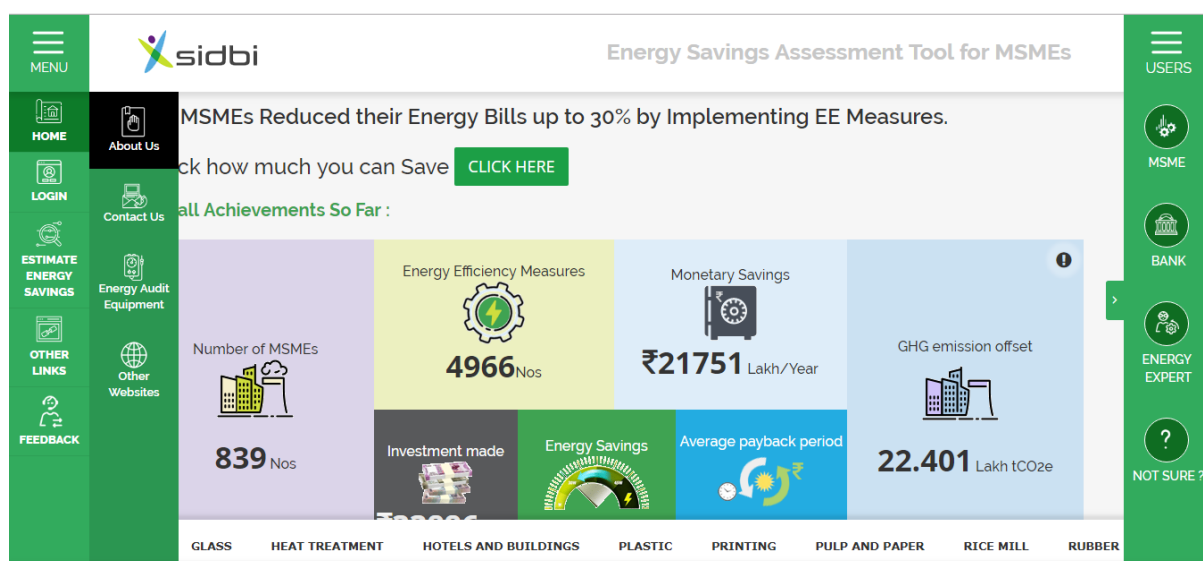 MENU
sidbi
Energy Savings Assessment Tool for MSMEs
USERS
HOME
LOGIN
ESTIMATE
ENERGY
SAVINGS
OTHER
LINKS
FEEDBACK
About Us
Contact Us
Energy Audit
Equipment
Other
Websites
MSMEs Reduced their Energy Bills up to 30% by Implementing EE Measures.
ck how much you can Save CLICK HERE
all Achievements So Far :
Number of MSMEs
839 Nos
Energy Efficiency Measures
4966 Nos
Monetary Savings
₹21751 Lakh/Year
GHG emission offset
22.401 Lakh tCO2e
Investment made
Energy Savings
Average payback period
GLASS HEAT TREATMENT HOTELS AND BUILDINGS PLASTIC PRINTING PULP AND PAPER RICE MILL RUBBER
MSME
BANK
ENERGY
EXPERT
?
NOT SURE ?